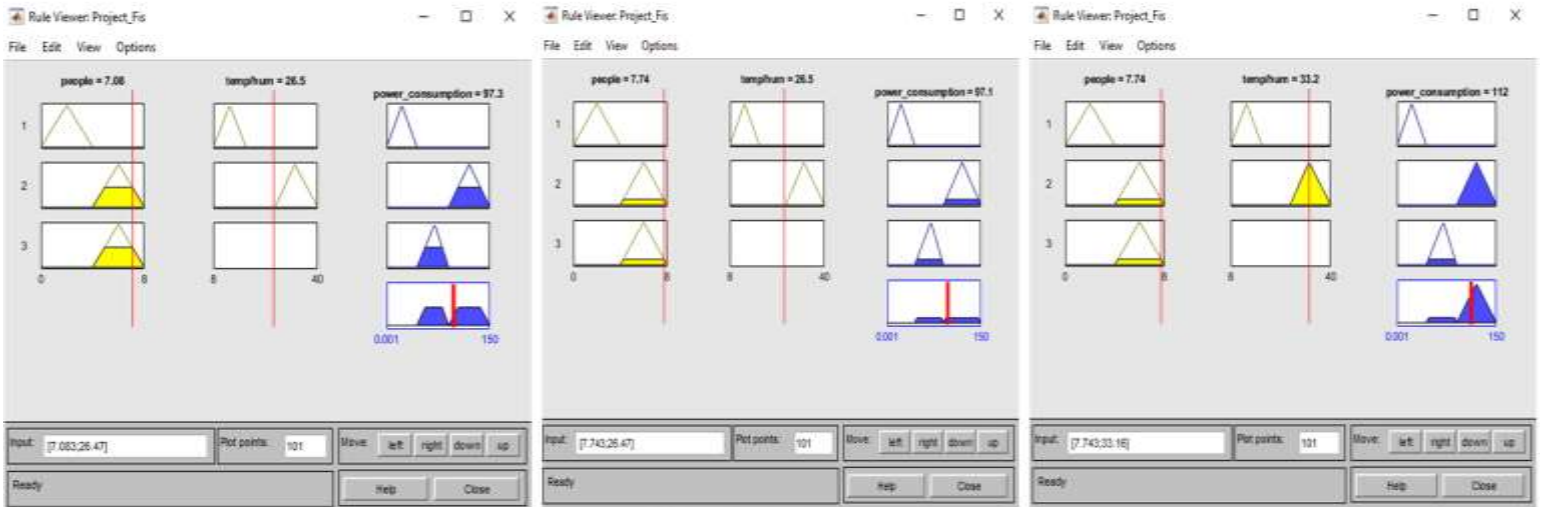 Rule Viewer: Project_Fis
File Edit View Options
people = 7.08
temp/hum = 26.5
power_consumption = 97.3
1
2
3
0
8
8
40
0.001
150
Input:
[7.083;26.47]
Plot points:
101
Move:
left
right
down
up
Ready
Help
Close
Rule Viewer: Project_Fis
File Edit View Options
people = 7.74
temp/hum = 26.5
power_consumption = 97.1
1
2
3
0
8
8
40
0.001
150
Input:
[7.743;26.47]
Plot points:
101
Move:
left
right
down
up
Ready
Help
Close
Rule Viewer: Project_Fis
File Edit View Options
people = 7.74
temp/hum = 33.2
power_consumption = 112
1
2
3
0
8
8
40
0.001
150
Input:
[7.743;33.16]
Plot points:
101
Move:
left
right
down
up
Ready
Help
Close